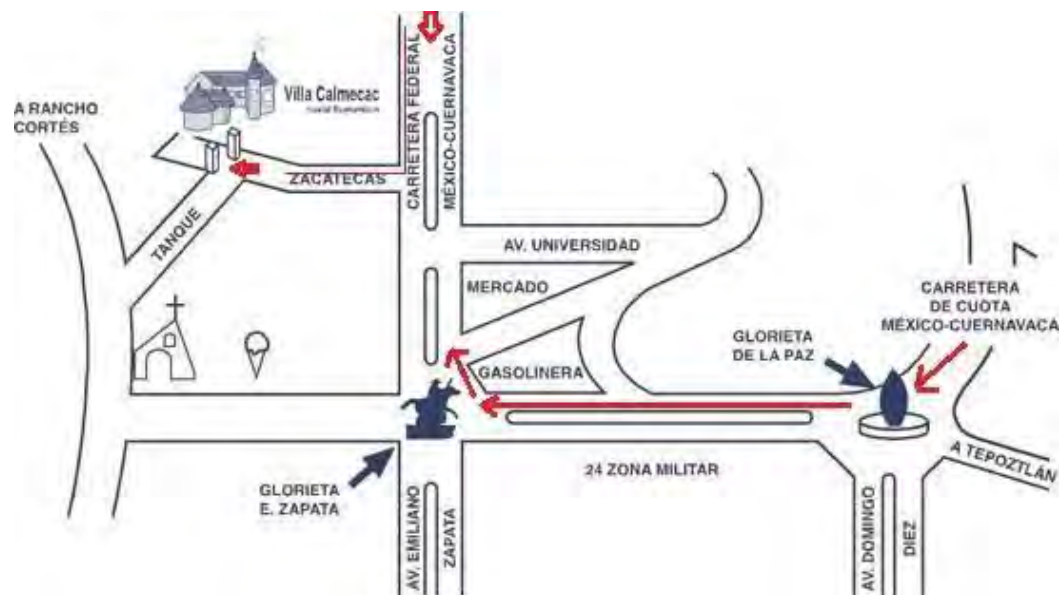 CARRETERA FEDERAL
MÉXICO-CUERNAVACA
Villa Calmecac
A RANCHO
CORTÉS
ZACATECAS
TANQUE
AV. UNIVERSIDAD
MERCADO
CARRETERA
DE CUOTA
MÉXICO-CUERNAVACA
GLORIETA
DE LA PAZ
GASOLINERA
A TEPOZTLÁN
24 ZONA MILITAR
GLORIETA
E. ZAPATA
AV. EMILIANO
ZAPATA
AV. DOMINGO
DIEZ